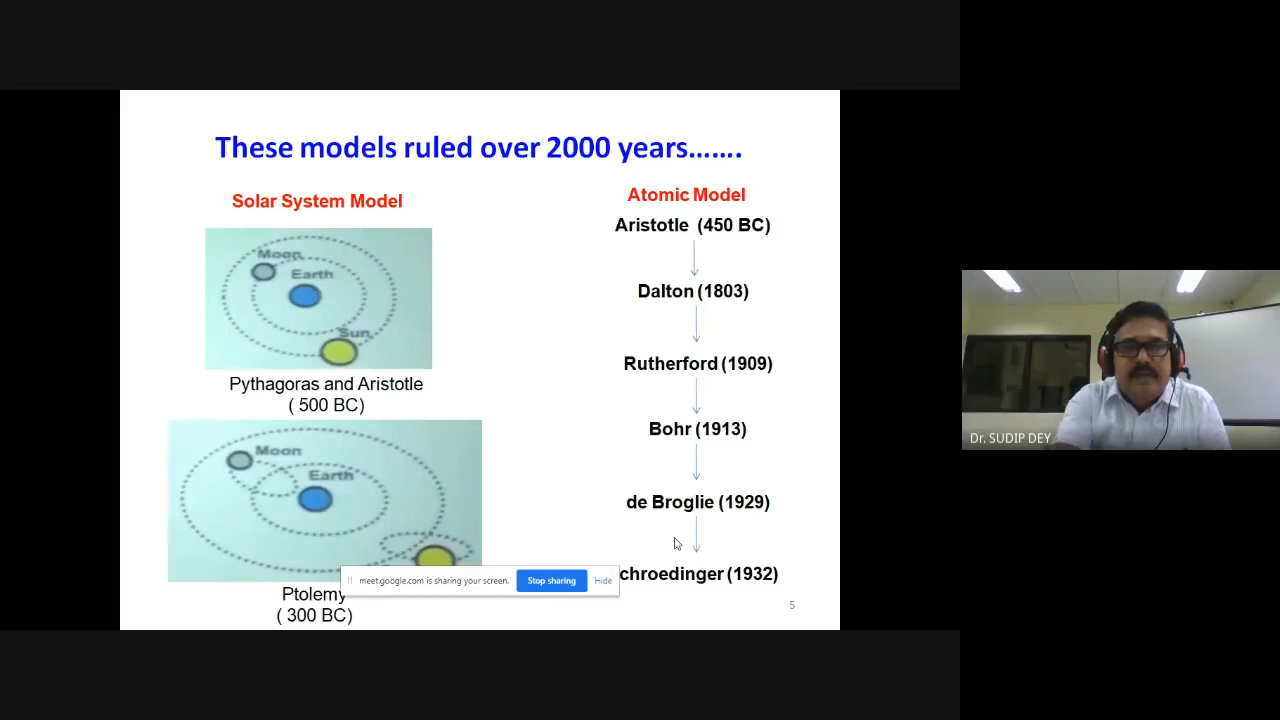 These models ruled over 2000 years…….
Solar System Model
Moon
Earth
Sun
Pythagoras and Aristotle
( 500 BC)
Moon
Earth
Ptolemy
( 300 BC)
Atomic Model
Aristotle (450 BC)
Dalton (1803)
Rutherford (1909)
Bohr (1913)
de Broglie (1929)
chroedinger (1932)
5
meet.google.com is sharing your screen. Stop sharing Hide
Dr. SUDIP DEY